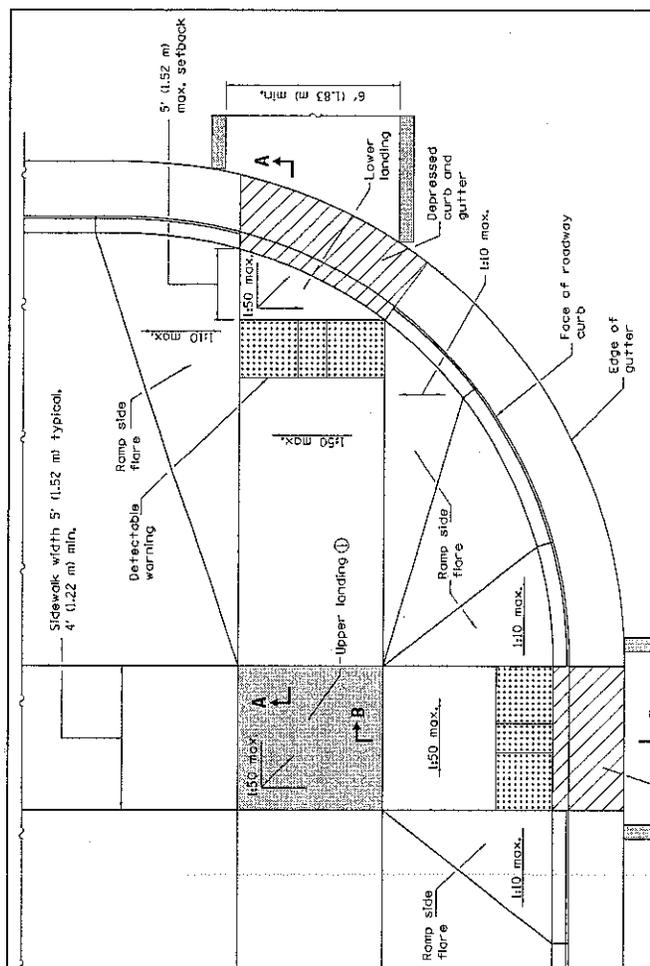 5' (1.52 m)
max. setback
6' (1.83 m) min.
Sidewalk width 5' (1.52 m) typical.
4' (1.22 m) min.
A
Lower
landing
Depressed
curb and
gutter
1:50 max.
1:10 max.
1:10 max.
Ramp side
flare
Face of roadway
curb
Detectable
warning
1:50 max.
Edge of
gutter
Ramp side
flare
Upper landing ①
1:10 max.
A
B
1:50 max.
1:50 max.
Ramp side
flare
1:10 max.